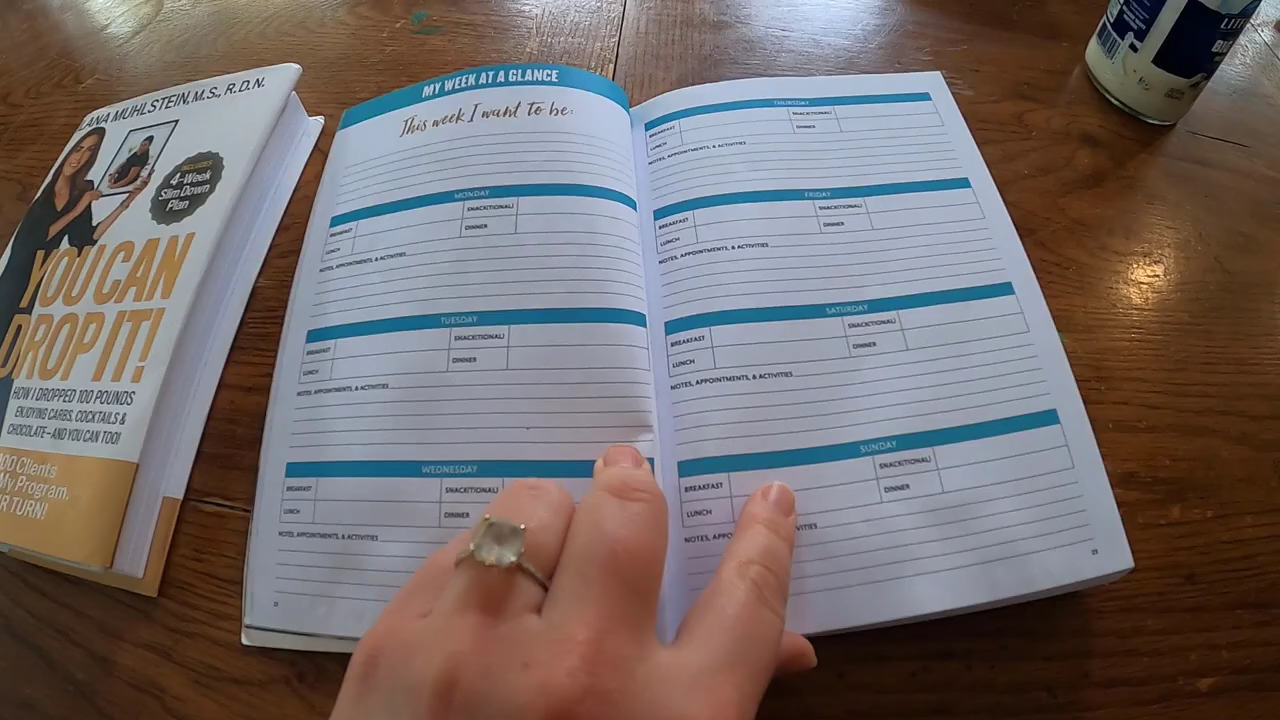 LANA MUHLSTEIN, M.S., R.D.N.
INCLUDES
4-Week
Slim Down
Plan
YOU CAN
DROP IT!
HOW I DROPPED 100 POUNDS
ENJOYING CARBS, COCKTAILS &
CHOCOLATE—AND YOU CAN TOO!
00 Clients
My Program.
R TURN!
MY WEEK AT A GLANCE
This week I want to be:
MONDAY
BREAKFAST
SNACK(TIONAL)
LUNCH
DINNER
NOTES, APPOINTMENTS, & ACTIVITIES
TUESDAY
BREAKFAST
SNACK(TIONAL)
LUNCH
DINNER
NOTES, APPOINTMENTS, & ACTIVITIES
WEDNESDAY
BREAKFAST
SNACK(TIONAL)
LUNCH
DINNER
NOTES, APPOINTMENTS, & ACTIVITIES
THURSDAY
BREAKFAST
SNACK(TIONAL)
LUNCH
DINNER
NOTES, APPOINTMENTS, & ACTIVITIES
FRIDAY
BREAKFAST
SNACK(TIONAL)
LUNCH
DINNER
NOTES, APPOINTMENTS, & ACTIVITIES
SATURDAY
BREAKFAST
SNACK(TIONAL)
LUNCH
DINNER
NOTES, APPOINTMENTS, & ACTIVITIES
SUNDAY
BREAKFAST
SNACK(TIONAL)
LUNCH
DINNER
NOTES, APPO
VITIES